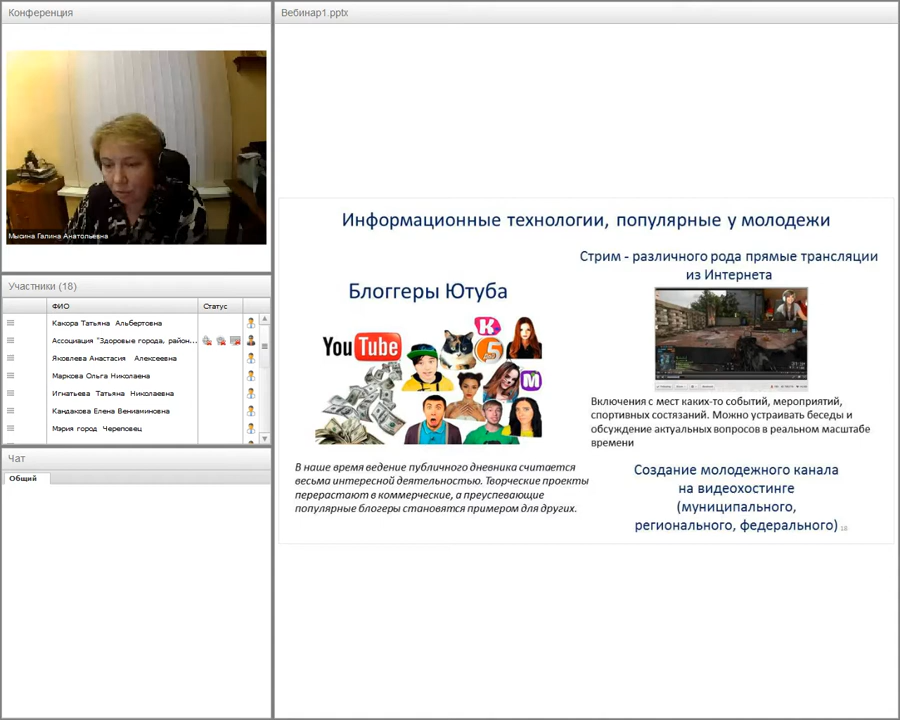 Конференция
Мысина Галина Анатольевна
Участники (18)
ФИО
Статус
Какора Татьяна Альбертовна
Ассоциация "Здоровые города, район...
Яковлева Анастасия Алексеевна
Маркова Ольга Николаевна
Игнатьева Татьяна Николаевна
Кандакова Елена Вениаминовна
Мэрия город Череповец
Чат
Общий
Вебинар1.pptx
Информационные технологии, популярные у молодежи
Блоггеры Ютуба
You Tube
К
5
М
В наше время ведение публичного дневника считается
весьма интересной деятельностью. Творческие проекты
перерастают в коммерческие, а преуспевающие
популярные блогеры становятся примером для других.
Стрим - различного рода прямые трансляции
из Интернета
Включения с мест каких-то событий, мероприятий,
спортивных состязаний. Можно устраивать беседы и
обсуждение актуальных вопросов в реальном масштабе
времени
Создание молодежного канала
на видеохостинге
(муниципального,
регионального, федерального)
18